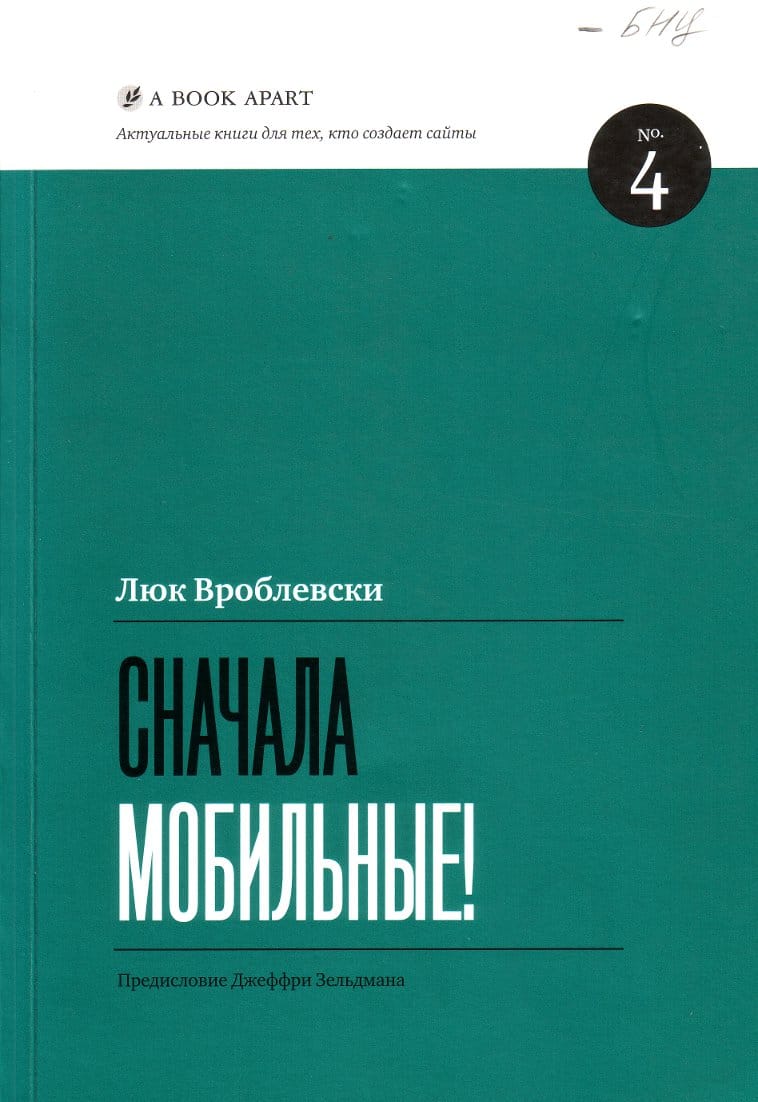 – БНЦ
A BOOK APART
Актуальные книги для тех, кто создает сайты
No.
4
Люк Вроблевски
СНАЧАЛА
МОБИЛЬНЫЕ!
Предисловие Джеффри Зельдмана